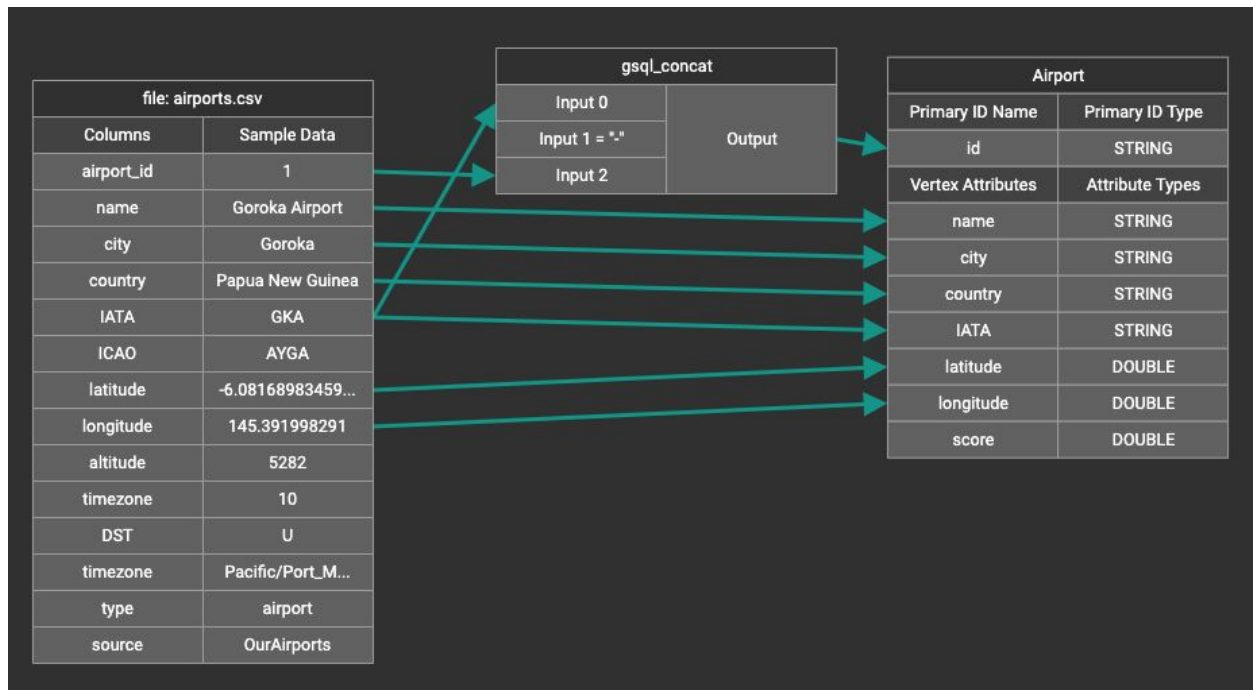 file: airports.csv
Columns Sample Data
airport_id 1
name Goroka Airport
city Goroka
country Papua New Guinea
IATA GKA
ICAO AYGA
latitude -6.08168983459...
longitude 145.391998291
altitude 5282
timezone 10
DST U
timezone Pacific/Port_M...
type airport
source OurAirports
gsql_concat
Input 0
Input 1 = "-"
Input 2
Output
Airport
Primary ID Name Primary ID Type
id STRING
Vertex Attributes Attribute Types
name STRING
city STRING
country STRING
IATA STRING
latitude DOUBLE
longitude DOUBLE
score DOUBLE